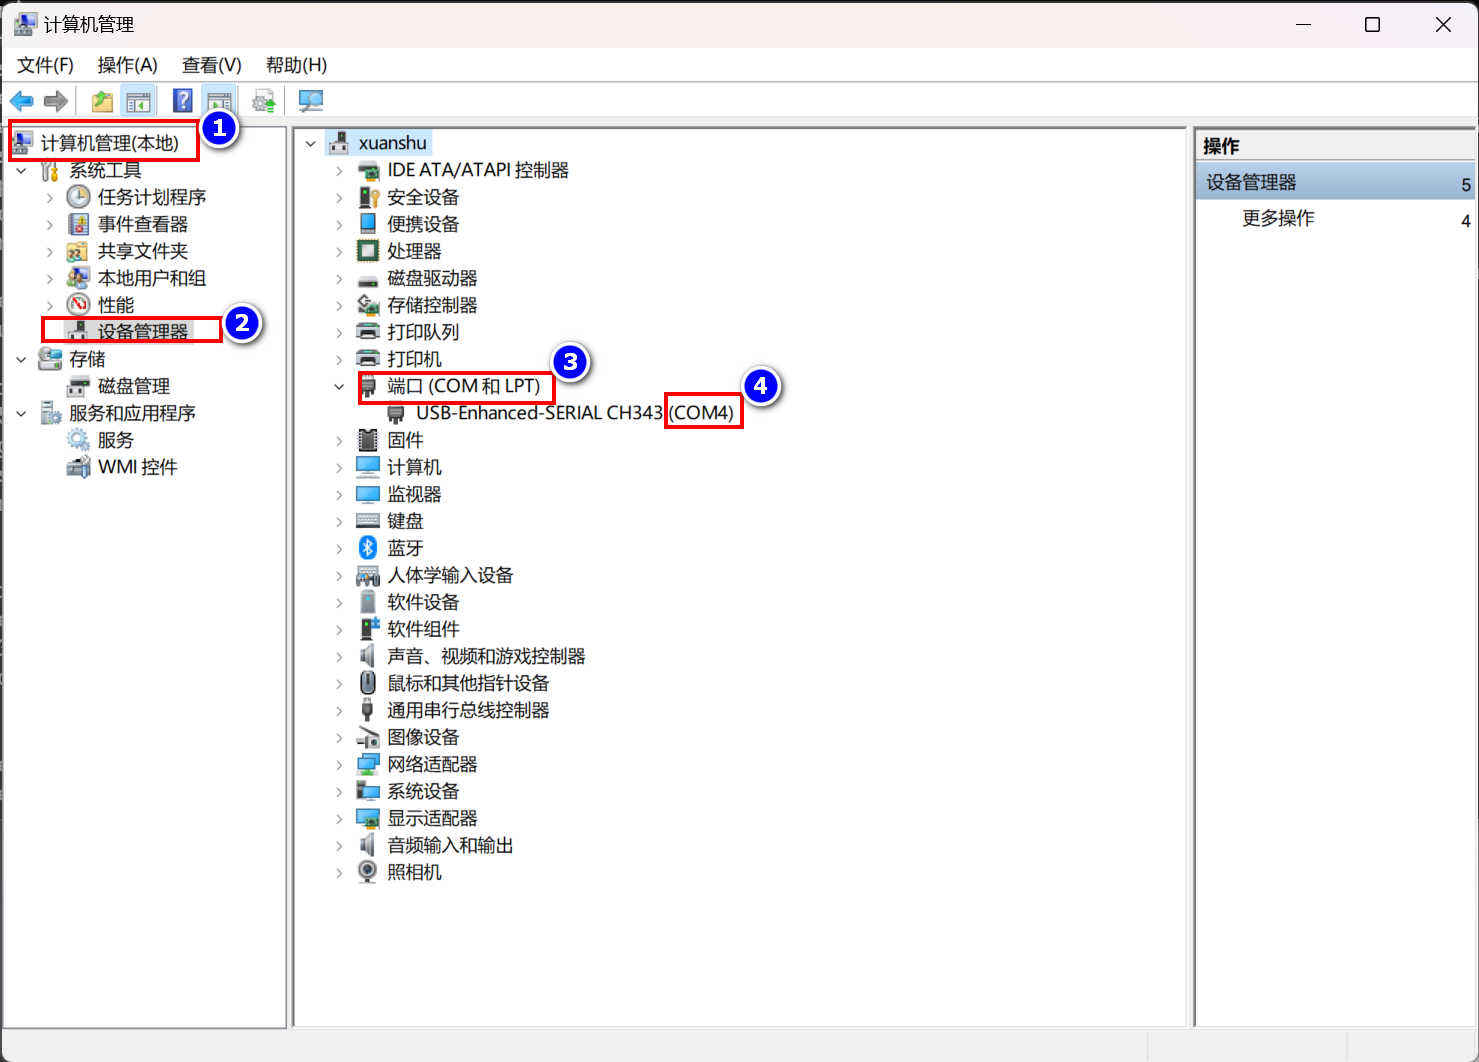 计算机管理
文件(F) 操作(A) 查看(V) 帮助(H)
计算机管理(本地)
1
系统工具
任务计划程序
事件查看器
共享文件夹
本地用户和组
性能
设备管理器
2
存储
磁盘管理
服务和应用程序
服务
WMI 控件
xuanshu
IDE ATA/ATAPI 控制器
安全设备
便携设备
处理器
磁盘驱动器
存储控制器
打印队列
打印机
3
端口 (COM 和 LPT)
4
USB-Enhanced-SERIAL CH343 (COM4)
固件
计算机
监视器
键盘
蓝牙
人体学输入设备
软件设备
软件组件
声音、视频和游戏控制器
鼠标和其他指针设备
通用串行总线控制器
图像设备
网络适配器
系统设备
显示适配器
音频输入和输出
照相机
操作
设备管理器 5
更多操作 4